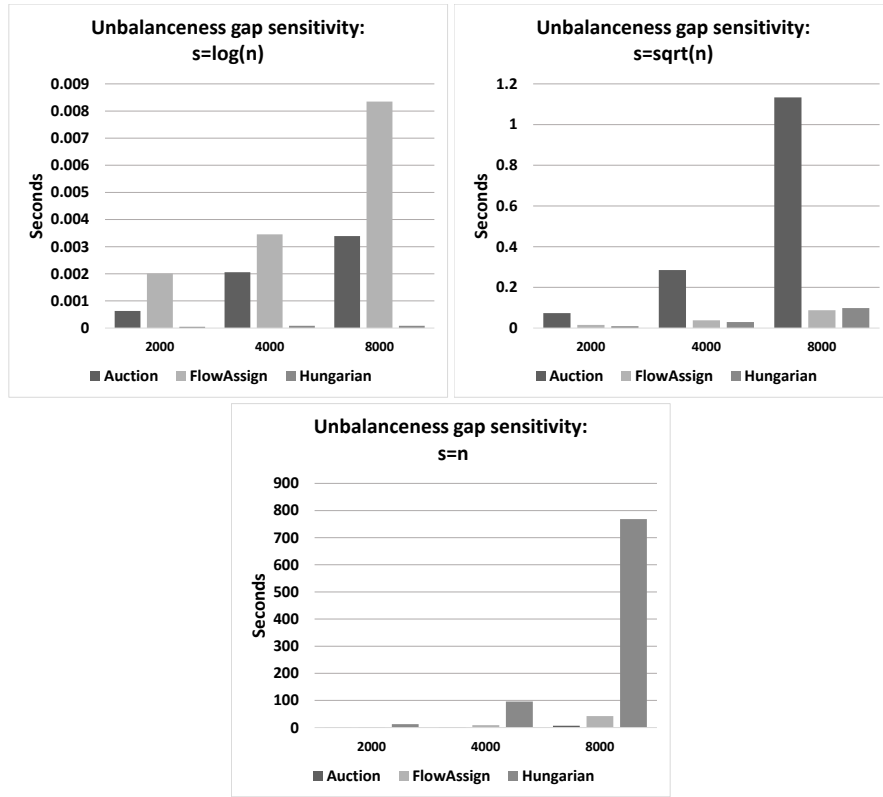 Unbalanceness gap sensitivity:
s=log(n)
0.009
0.008
0.007
0.006
0.005
0.004
0.003
0.002
0.001
0
Seconds
2000 4000 8000
Auction FlowAssign Hungarian
Unbalanceness gap sensitivity:
s=sqrt(n)
1.2
1
0.8
0.6
0.4
0.2
0
Seconds
2000 4000 8000
Auction FlowAssign Hungarian
Unbalanceness gap sensitivity:
s=n
900
800
700
600
500
400
300
200
100
0
Seconds
2000 4000 8000
Auction FlowAssign Hungarian